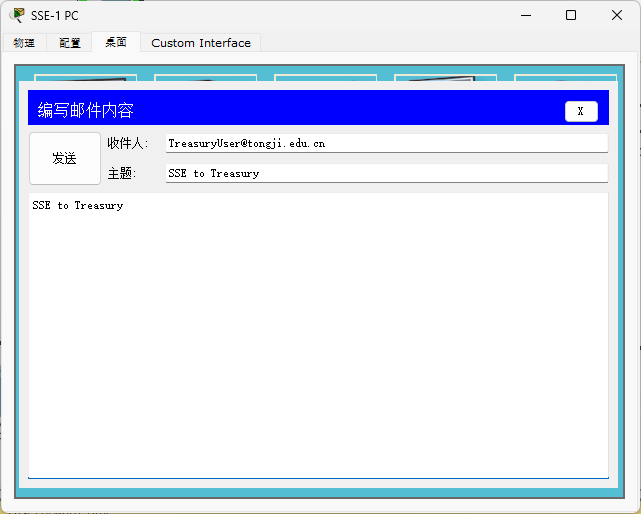 SSE-1 PC
物理 配置 桌面 Custom Interface
编写邮件内容 X
发送
收件人: TreasuryUser@tongji.edu.cn
主题: SSE to Treasury
SSE to Treasury